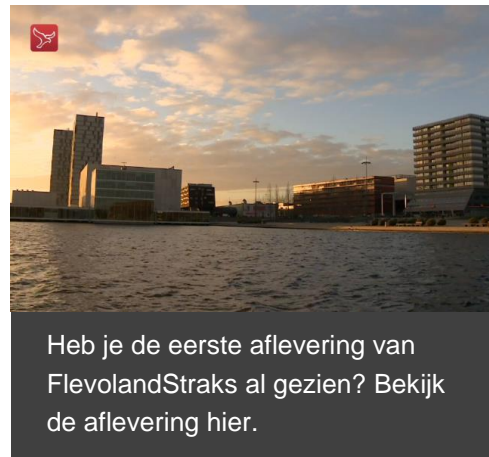 Heb je de eerste aflevering van
FlevolandStraks al gezien? Bekijk
de aflevering hier.